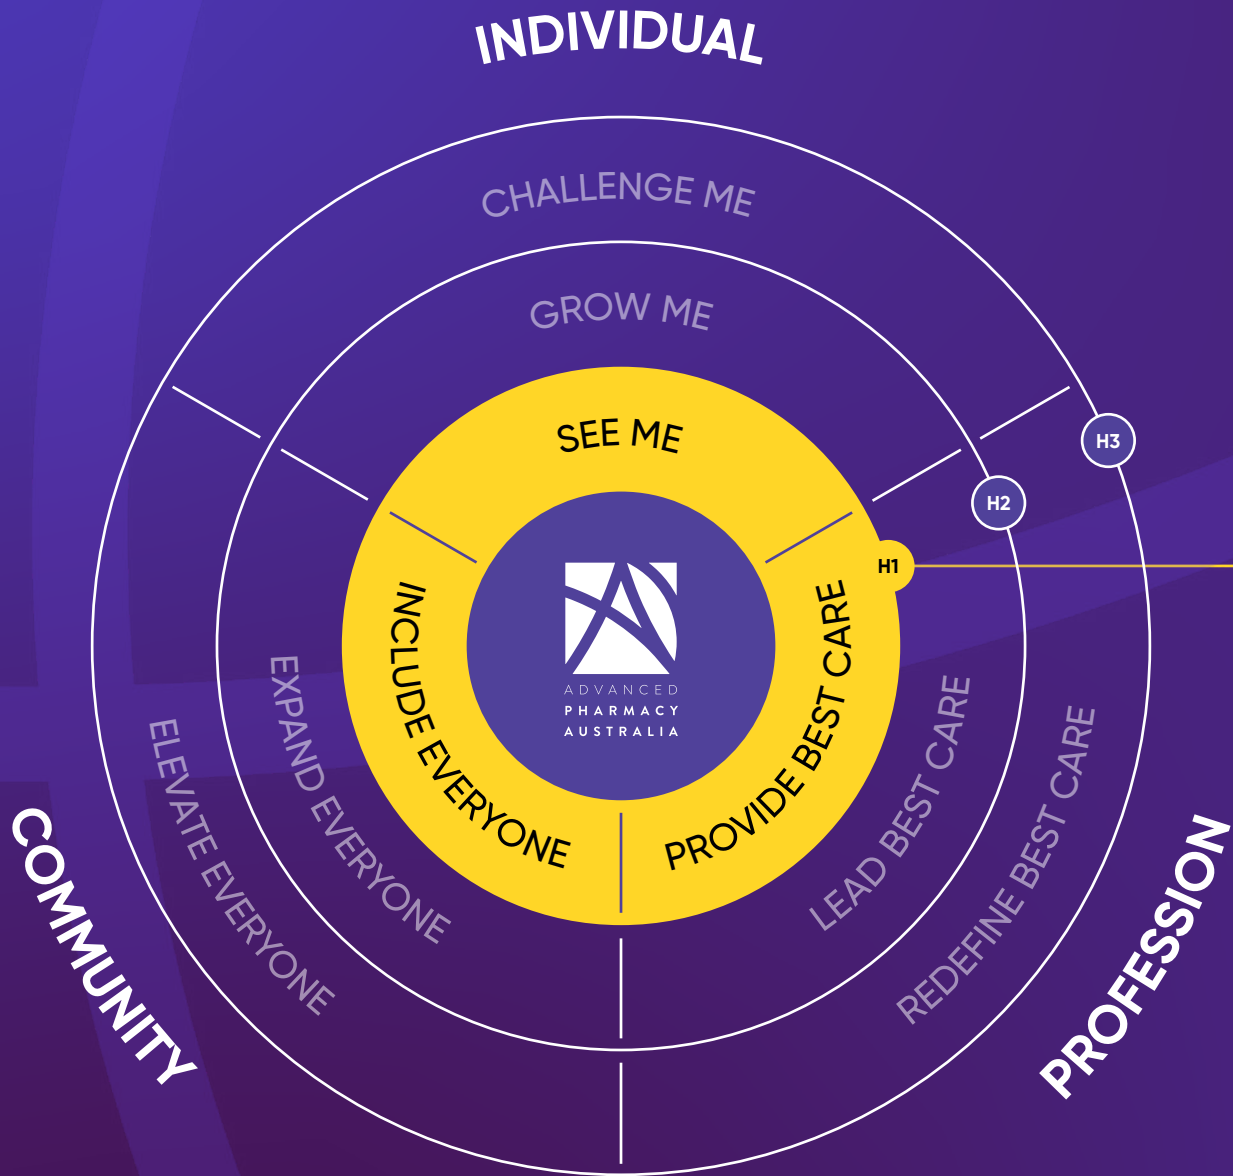 INDIVIDUAL
CHALLENGE ME
GROW ME
SEE ME
H3
H2
H1
INCLUDE EVERYONE
PROVIDE BEST CARE
ADVANCED
PHARMACY
AUSTRALIA
EXPAND EVERYONE
LEAD BEST CARE
ELEVATE EVERYONE
REDEFINE BEST CARE
COMMUNITY
PROFESSION